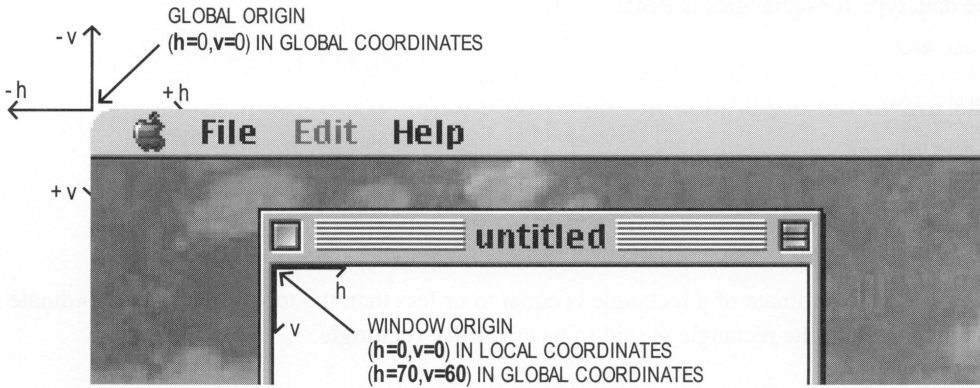 GLOBAL ORIGIN
(h=0,v=0) IN GLOBAL COORDINATES
-v
-h
+h
File Edit Help
+v
untitled
h
v
WINDOW ORIGIN
(h=0,v=0) IN LOCAL COORDINATES
(h=70,v=60) IN GLOBAL COORDINATES